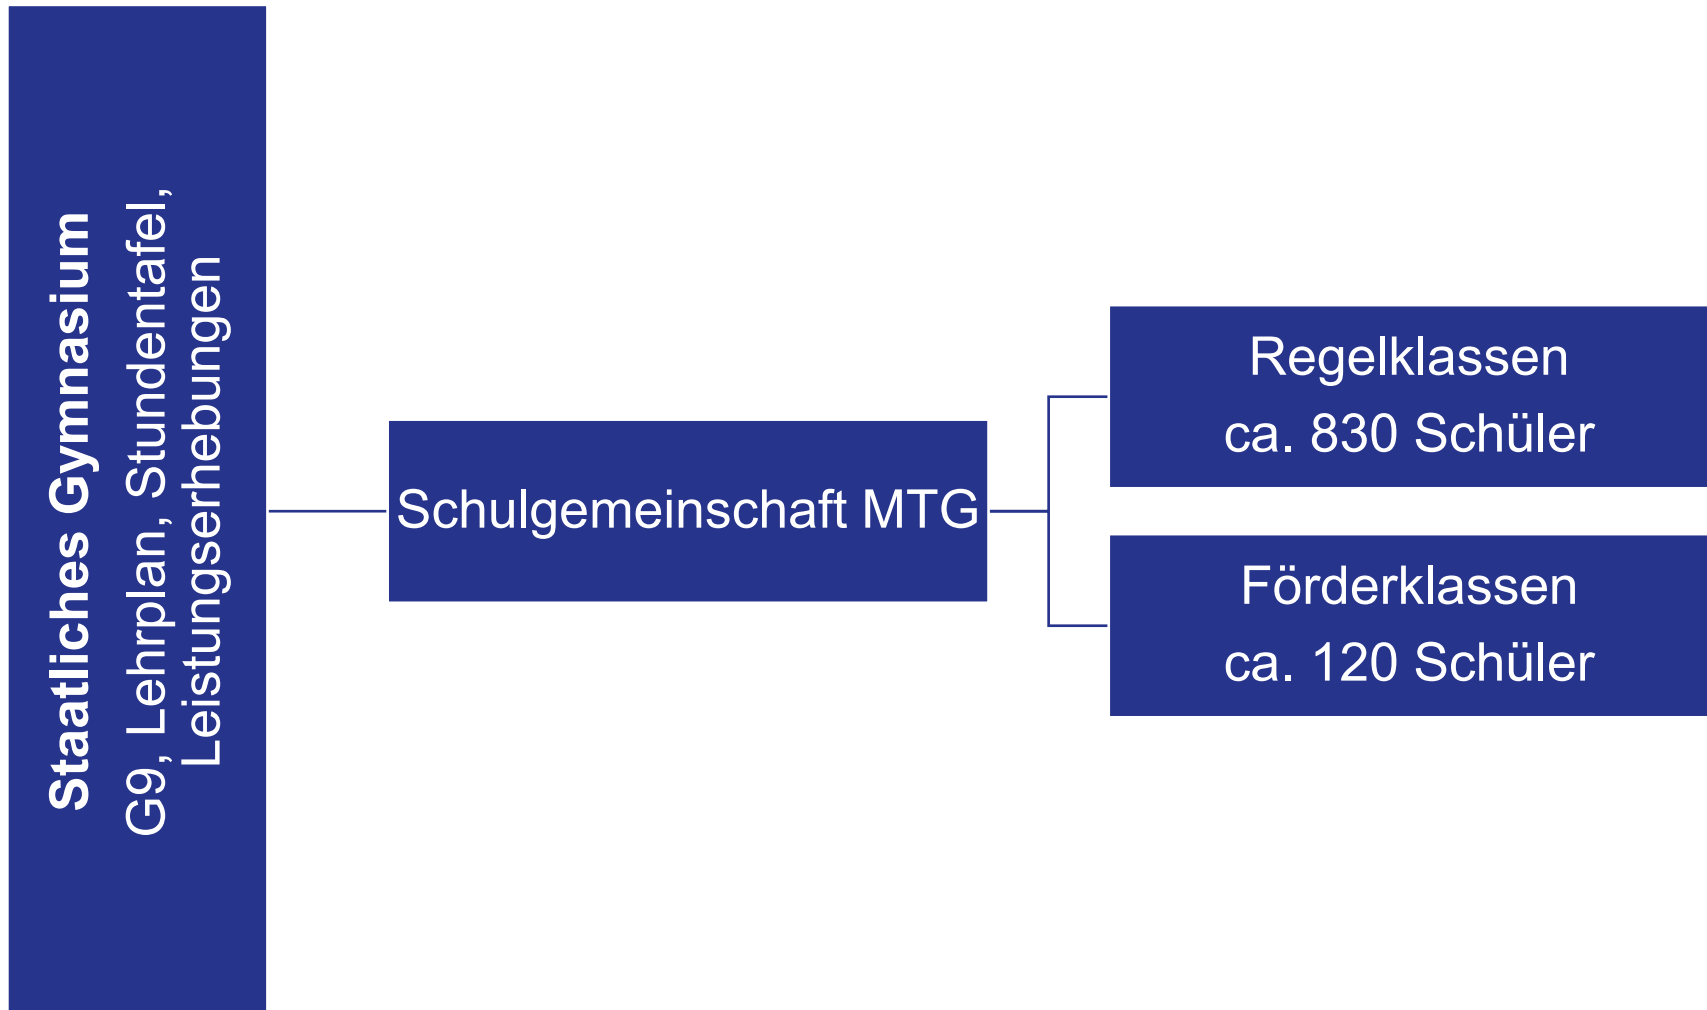 Staatliches Gymnasium
G9, Lehrplan, Stundentafel,
Leistungserhebungen
Schulgemeinschaft MTG
Regelklassen
ca. 830 Schüler
Förderklassen
ca. 120 Schüler